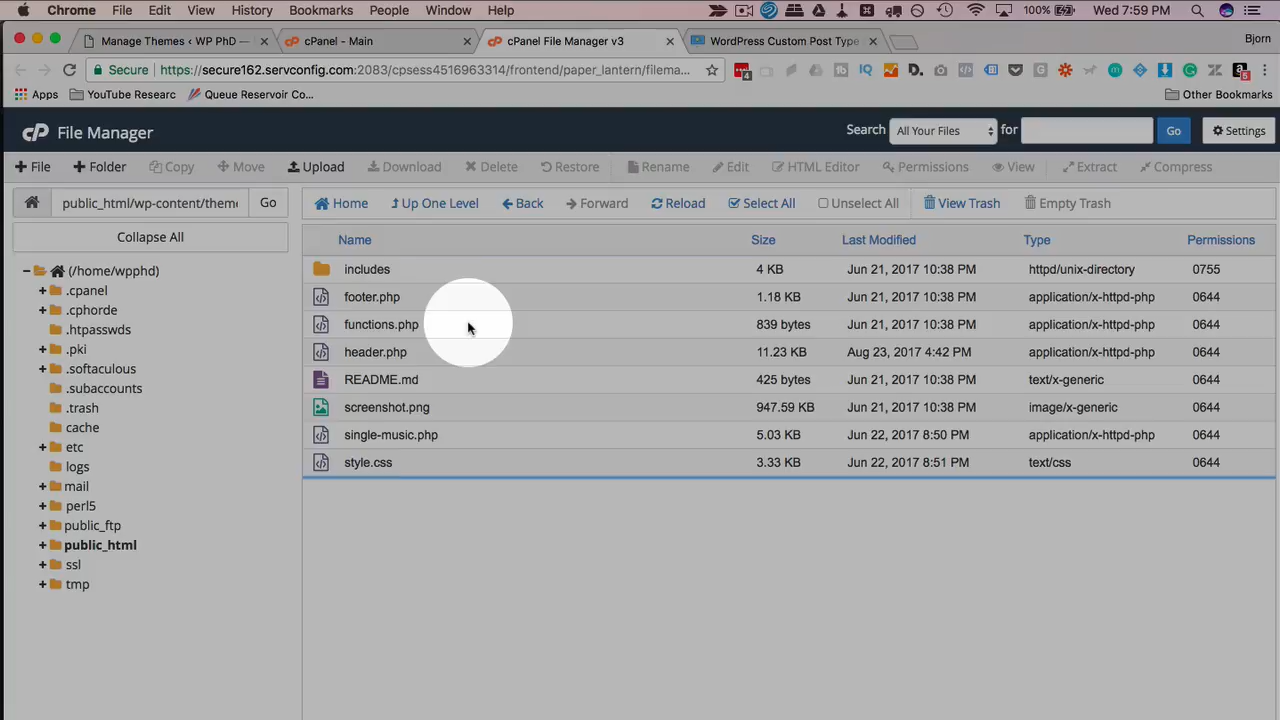 Chrome File Edit View History Bookmarks People Window Help 100% Wed 7:59 PM
Manage Themes ‹ WP PhD – cPanel - Main cPanel File Manager v3 WordPress Custom Post Type Bjorn
Secure https://secure162.servconfig.com:2083/cpsess4516963314/frontend/paper_lantern/filema...
Apps YouTube Researc Queue Reservoir Co... Other Bookmarks
cP File Manager Search All Your Files for Go Settings
File Folder Copy Move Upload Download Delete Restore Rename Edit HTML Editor Permissions View Extract Compress
public_html/wp-content/theme Go Home Up One Level Back Forward Reload Select All Unselect All View Trash Empty Trash
Collapse All
Name Size Last Modified Type Permissions
includes 4 KB Jun 21, 2017 10:38 PM httpd/unix-directory 0755
footer.php 1.18 KB Jun 21, 2017 10:38 PM application/x-httpd-php 0644
functions.php 839 bytes Jun 21, 2017 10:38 PM application/x-httpd-php 0644
header.php 11.23 KB Aug 23, 2017 4:42 PM application/x-httpd-php 0644
README.md 425 bytes Jun 21, 2017 10:38 PM text/x-generic 0644
screenshot.png 947.59 KB Jun 21, 2017 10:38 PM image/x-generic 0644
single-music.php 5.03 KB Jun 22, 2017 8:50 PM application/x-httpd-php 0644
style.css 3.33 KB Jun 22, 2017 8:51 PM text/css 0644
(/home/wpphd)
.cpanel
.cphorde
.htpasswds
.pki
.softaculous
.subaccounts
.trash
cache
etc
logs
mail
perl5
public_ftp
public_html
ssl
tmp